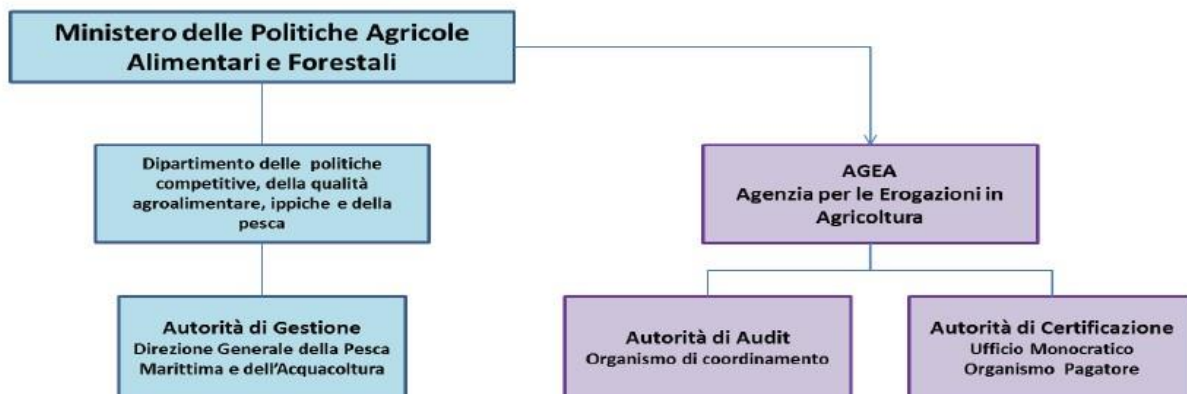 Ministero delle Politiche Agricole
Alimentari e Forestali
Dipartimento delle politiche
competitive, della qualità
agroalimentare, ippiche e della
pesca
AGEA
Agenzia per le Erogazioni in
Agricoltura
Autorità di Gestione
Direzione Generale della Pesca
Marittima e dell'Acquacoltura
Autorità di Audit
Organismo di coordinamento
Autorità di Certificazione
Ufficio Monocratico
Organismo Pagatore